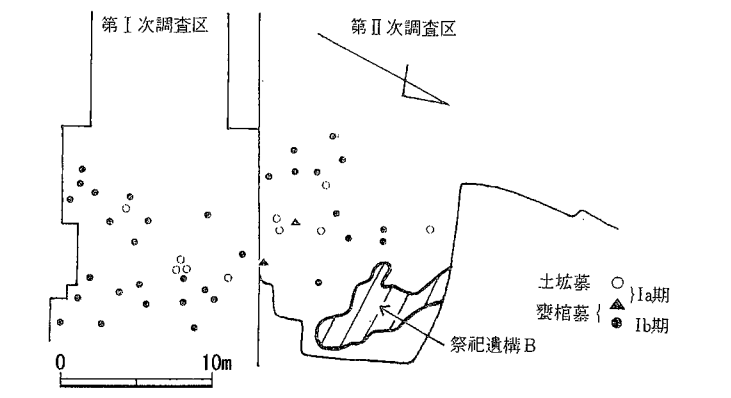 第Ⅰ次調査区
第Ⅱ次調査区
土拡墓 ○ }Ia期
甕棺墓 { ▲
● Ib期
祭祀遺構B
0 10m